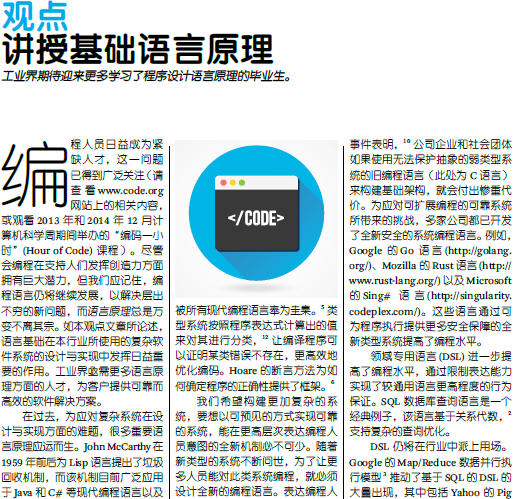 观点
讲授基础语言原理
工业界期待迎来更多学习了程序设计语言原理的毕业生。
编程人员日益成为紧
缺人才，这一问题
已得到广泛关注（请
查看 www.code.org
网站上的相关内容，
或观看 2013 年和 2014 年 12 月计
算机科学周期间举办的“编码一小
时”(Hour of Code) 课程）。尽管
会编程在支持人们发挥创造力方面
拥有巨大潜力，但我们应记住，编
程语言仍将继续发展，以解决层出
不穷的新问题，而语言原理总是万
变不离其宗。如本观点文章所论述，
语言基础在本行业所使用的复杂软
件系统的设计与实现中发挥日益重
要的作用。工业界亟需更多语言原
理方面的人才，为客户提供可靠而
高效的软件解决方案。
在过去，为应对复杂系统在设
计与实现方面的难题，很多重要语
言原理应运而生。John McCarthy 在
1959 年前后为 Lisp 语言提出了垃圾
回收机制，而该机制目前广泛应用
于 Java 和 C# 等现代编程语言以及
</CODE>
被所有现代编程语言奉为圭臬。5 类
型系统按照程序表达式计算出的值
来对其进行分类，12 让编译程序可
以证明某类错误不存在，更高效地
优化编码。Hoare 的断言方法为如
何确定程序的正确性提供了框架。6
我们希望构建更加复杂的系
统，要想以可预见的方式实现可靠
的系统，能在更高层次表达编程人
员意图的全新机制必不可少。随着
新类型的系统不断问世，为了让更
多人员能对此类系统编程，就必须
设计全新的编程语言。表达编程人
事件表明，10 公司企业和社会团体
如果使用无法保护抽象的弱类型系
统的旧编程语言（此处为 C 语言）
来构建基础架构，就会付出惨重代
价。为应对可扩展编程的可靠系统
所带来的挑战，多家公司都已开发
了全新安全的系统编程语言。例如，
Google 的 Go 语言 (http://golang.
org/)、Mozilla 的 Rust 语言 (http://
www.rust-lang.org/) 以及 Microsoft
的 Sing# 语言 (http://singularity.
codeplex.com/)。这些语言通过可
为程序执行提供更多安全保障的全
新类型系统提高了编程水平。
领域专用语言 (DSL) 进一步提
高了编程水平，通过限制表达能力
实现了较通用语言更高程度的行为
保证。SQL 数据库查询语言是一个
经典例子，该语言基于关系代数，2
支持复杂的查询优化。
DSL 仍将在行业中派上用场。
Google 的 Map/Reduce 数据并行执
行模型3 推动了基于 SQL 的 DSL 的
大量出现，其中包括 Yahoo 的 Pig